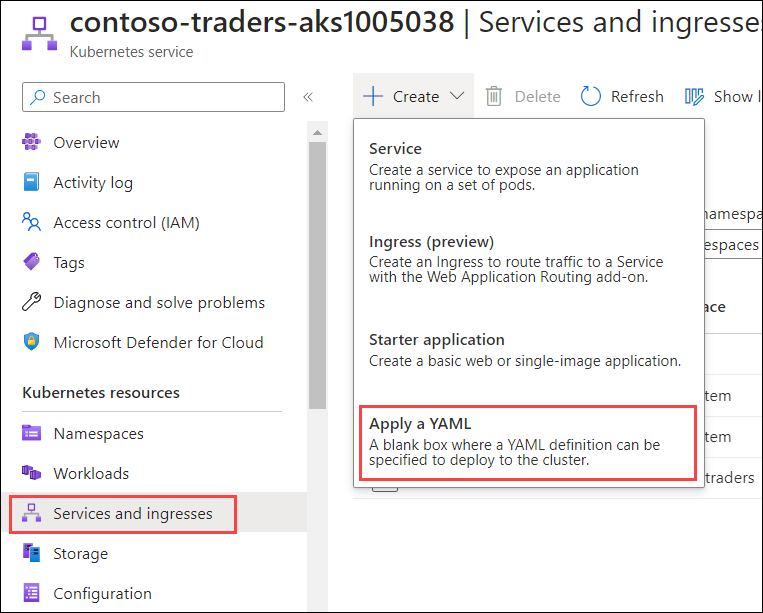 contoso-traders-aks1005038 | Services and ingresses
Kubernetes service
Search
«
Create
Delete
Refresh
Show l
Overview
Activity log
Access control (IAM)
Tags
Diagnose and solve problems
Microsoft Defender for Cloud
Kubernetes resources
Namespaces
Workloads
Services and ingresses
Storage
Configuration
Service
Create a service to expose an application
running on a set of pods.
Ingress (preview)
Create an Ingress to route traffic to a Service
with the Web Application Routing add-on.
Starter application
Create a basic web or single-image application.
Apply a YAML
A blank box where a YAML definition can be
specified to deploy to the cluster.
namespa
espaces
ace
tem
tem
traders